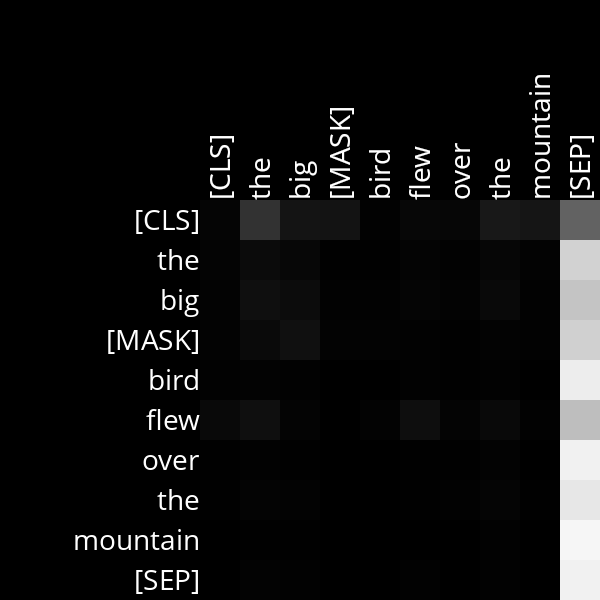 [CLS]
the
big
[MASK]
bird
flew
over
the
mountain
[SEP]
[CLS]
the
big
[MASK]
bird
flew
over
the
mountain
[SEP]